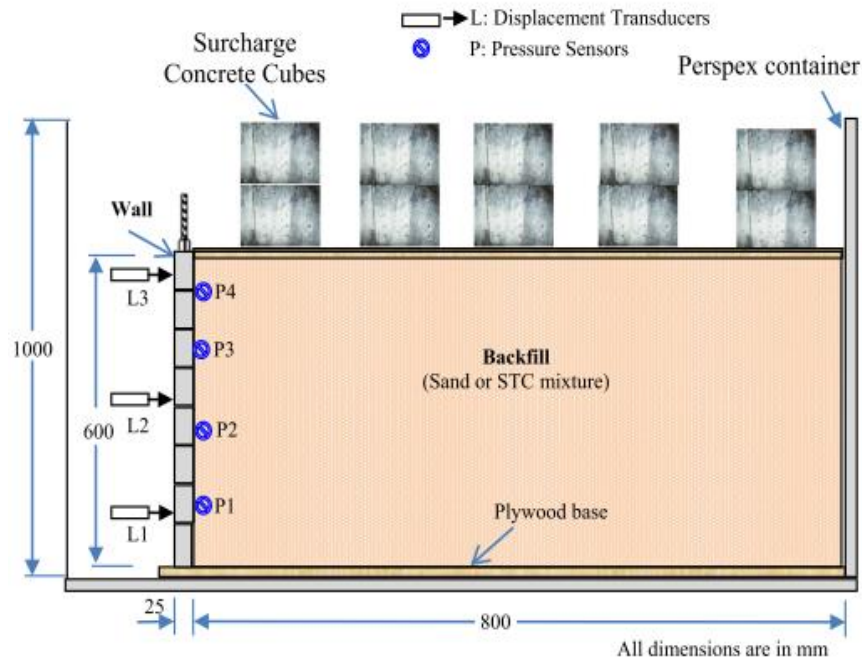 L: Displacement Transducers
P: Pressure Sensors
Surcharge
Concrete Cubes
Perspex container
Wall
L3
P4
1000
P3
Backfill
(Sand or STC mixture)
600
L2
P2
P1
L1
Plywood base
25
800
All dimensions are in mm